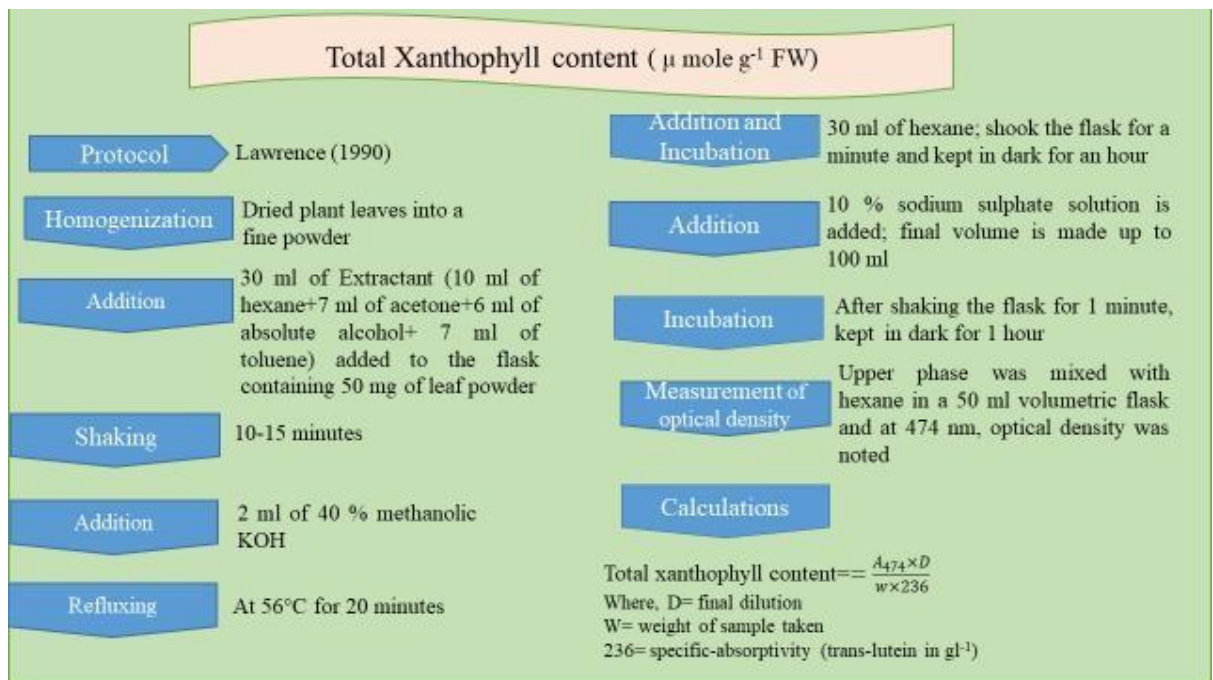 Total Xanthophyll content ( μ mole g⁻¹ FW)
Protocol
Lawrence (1990)
Homogenization
Dried plant leaves into a
fine powder
Addition
30 ml of Extractant (10 ml of
hexane+7 ml of acetone+6 ml of
absolute alcohol+ 7 ml of
toluene) added to the flask
containing 50 mg of leaf powder
Shaking
10-15 minutes
Addition
2 ml of 40 % methanolic
KOH
Refluxing
At 56°C for 20 minutes
Addition and
Incubation
30 ml of hexane; shook the flask for a
minute and kept in dark for an hour
Addition
10 % sodium sulphate solution is
added; final volume is made up to
100 ml
Incubation
After shaking the flask for 1 minute,
kept in dark for 1 hour
Measurement of
optical density
Upper phase was mixed with
hexane in a 50 ml volumetric flask
and at 474 nm, optical density was
noted
Calculations
Total xanthophyll content== A₄₇₄×D / w×236
Where, D= final dilution
W= weight of sample taken
236= specific-absorptivity (trans-lutein in gl⁻¹)